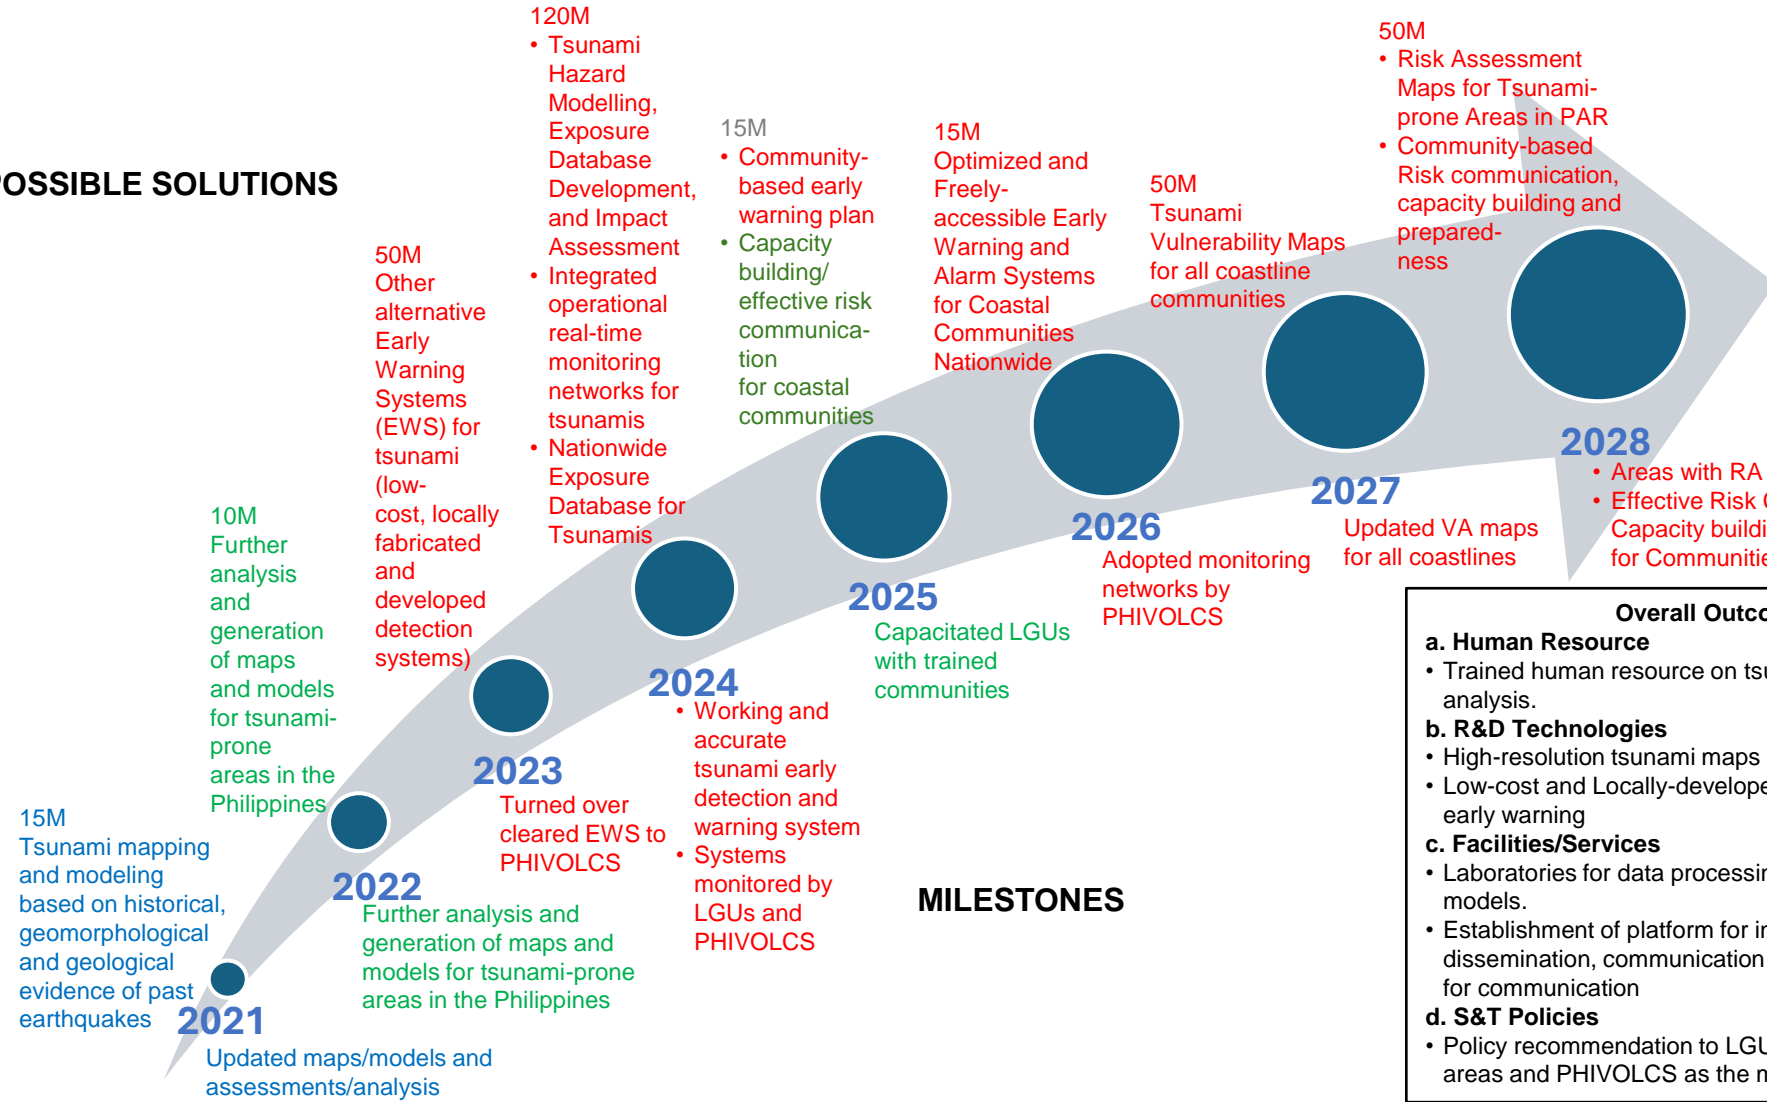 POSSIBLE SOLUTIONS
15M
Tsunami mapping
and modeling
based on historical,
geomorphological
and geological
evidence of past
earthquakes
2021
Updated maps/models and
assessments/analysis
10M
Further
analysis
and
generation
of maps
and models
for tsunami-
prone
areas in the
Philippines
2022
Further analysis and
generation of maps and
models for tsunami-prone
areas in the Philippines
50M
Other
alternative
Early
Warning
Systems
(EWS) for
tsunami
(low-
cost, locally
fabricated
and
developed
detection
systems)
2023
Turned over
cleared EWS to
PHIVOLCS
120M
• Tsunami
Hazard
Modelling,
Exposure
Database
Development,
and Impact
Assessment
• Integrated
operational
real-time
monitoring
networks for
tsunamis
• Nationwide
Exposure
Database for
Tsunamis
2024
• Working and
accurate
tsunami early
detection and
warning system
• Systems
monitored by
LGUs and
PHIVOLCS
15M
• Community-
based early
warning plan
• Capacity
building/
effective risk
communica-
tion
for coastal
communities
2025
Capacitated LGUs
with trained
communities
15M
Optimized and
Freely-
accessible Early
Warning and
Alarm Systems
for Coastal
Communities
Nationwide
2026
Adopted monitoring
networks by
PHIVOLCS
50M
Tsunami
Vulnerability Maps
for all coastline
communities
2027
Updated VA maps
for all coastlines
50M
• Risk Assessment
Maps for Tsunami-
prone Areas in PAR
• Community-based
Risk communication,
capacity building and
prepared-
ness
2028
• Areas with RA
• Effective Risk
Capacity
for
MILESTONES
Overall
a. Human Resource
• Trained human resource on
analysis.
b. R&D Technologies
• High-resolution tsunami maps
• Low-cost and
early warning
c. Facilities/Services
• Laboratories for data
models.
• Establishment of platform for
dissemination, communication
for communication
d. S&T Policies
• Policy recommendation to
areas and PHIVOLCS as the